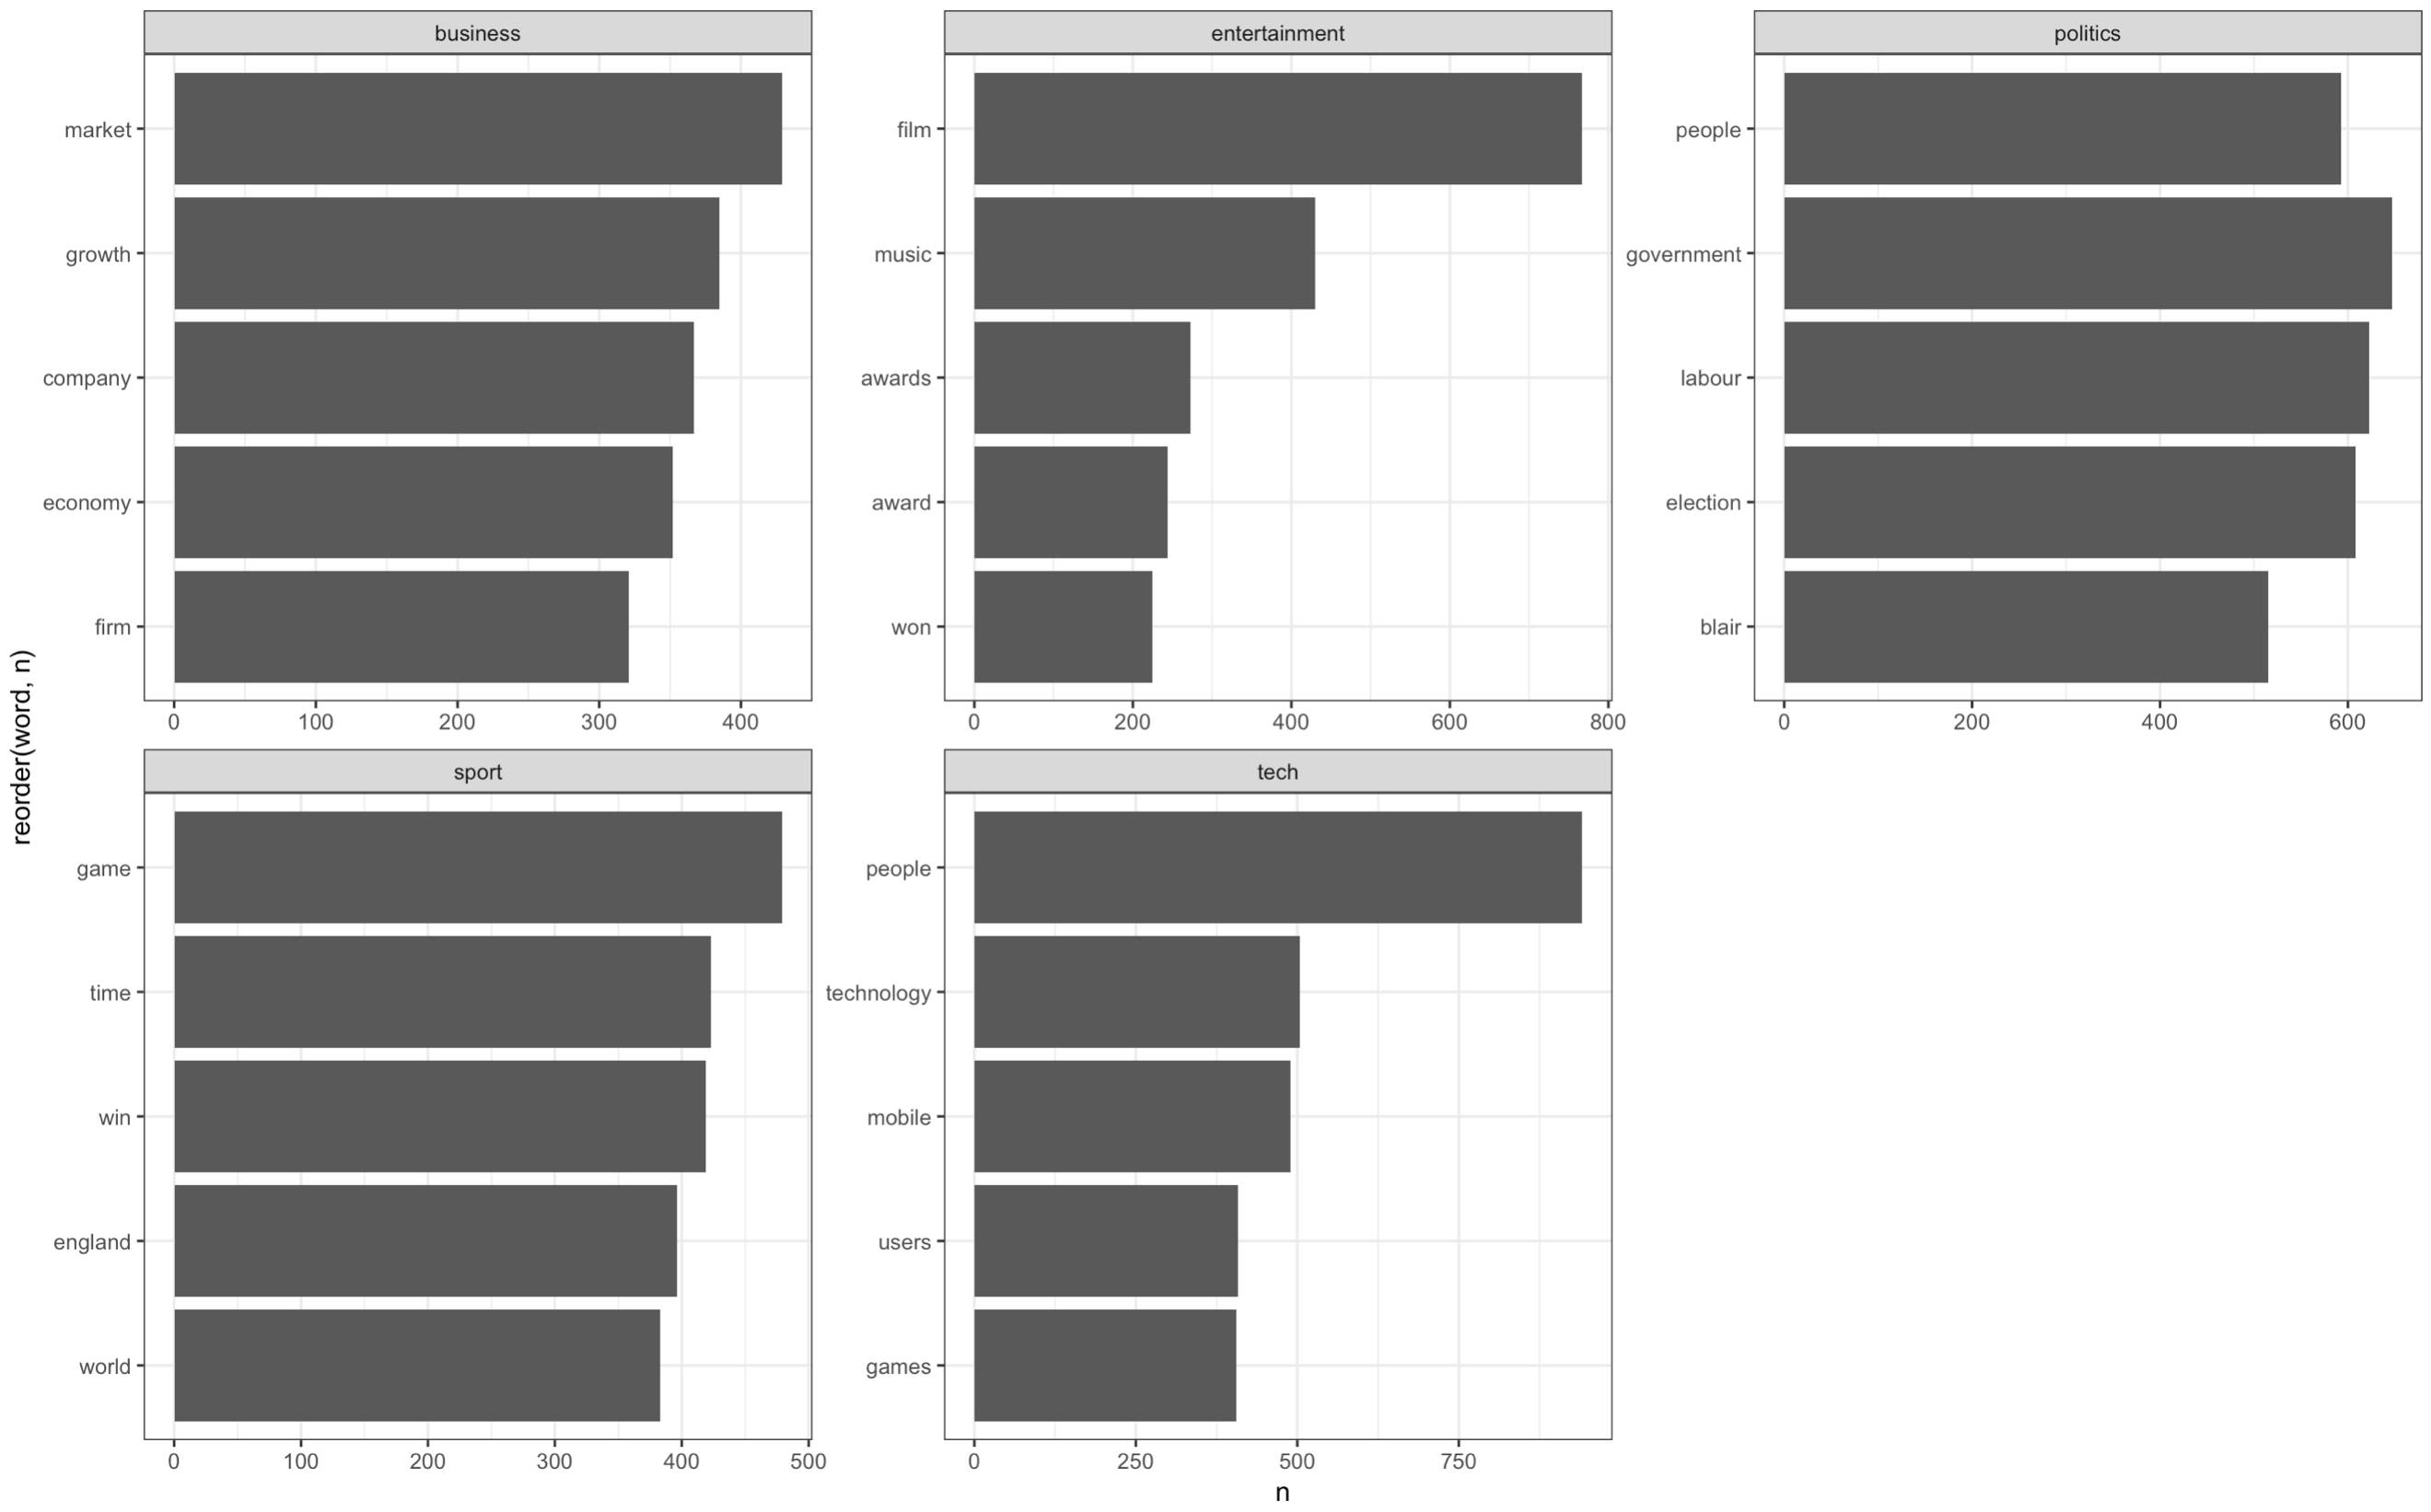 reorder(word, n)
business
market
growth
company
economy
firm
0 100 200 300 400
entertainment
film
music
awards
award
won
0 200 400 600 800
politics
people
government
labour
election
blair
0 200 400 600
sport
game
time
win
england
world
0 100 200 300 400 500
tech
people
technology
mobile
users
games
0 250 500 750
n